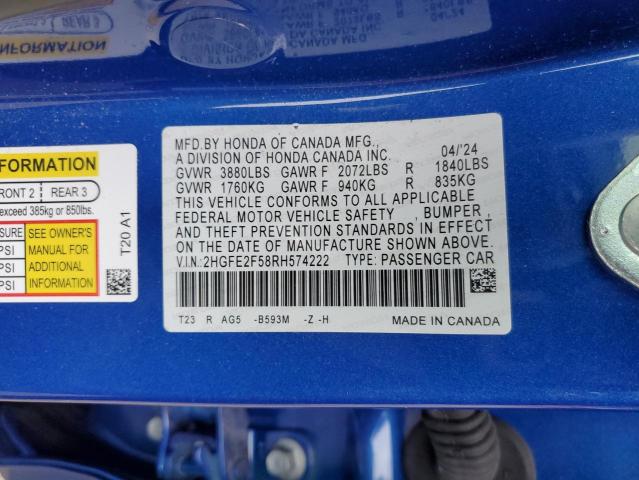 MFD.BY HONDA OF CANADA MFG.,
A DIVISION OF HONDA CANADA INC. 04/'24
GVWR 3880LBS GAWR F 2072LBS R 1840LBS
GVWR 1760KG GAWR F 940KG R 835KG
THIS VEHICLE CONFORMS TO ALL APPLICABLE
FEDERAL MOTOR VEHICLE SAFETY , BUMPER ,
AND THEFT PREVENTION STANDARDS IN EFFECT
ON THE DATE OF MANUFACTURE SHOWN ABOVE.
V.I.N.:2HGFE2F58RH574222 TYPE: PASSENGER CAR
T23 R AG5 -B593M -Z -H MADE IN CANADA
FORMATION
FRONT 2 REAR 3
exceed 385kg or 850lbs.
SURE SEE OWNER'S
PSI MANUAL FOR
PSI ADDITIONAL
PSI INFORMATION
T20 A1